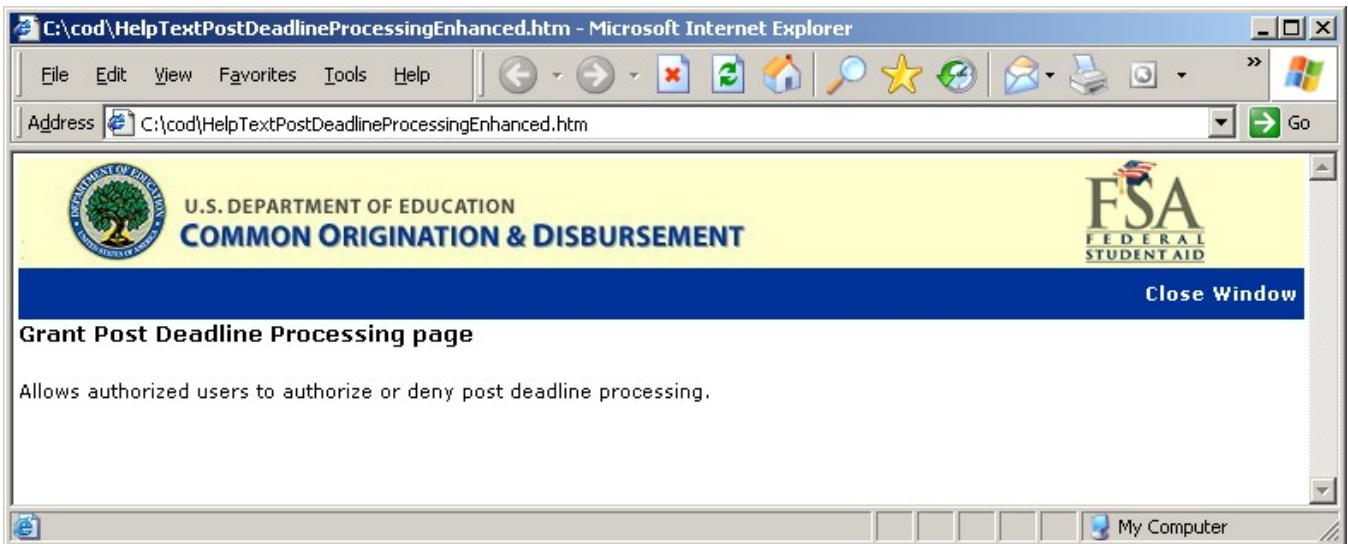 C:\cod\HelpTextPostDeadlineProcessingEnhanced.htm - Microsoft Internet Explorer
File Edit View Favorites Tools Help »
Address C:\cod\HelpTextPostDeadlineProcessingEnhanced.htm Go
U.S. DEPARTMENT OF EDUCATION
COMMON ORIGINATION & DISBURSEMENT
FSA
FEDERAL
STUDENT AID
Close Window
Grant Post Deadline Processing page
Allows authorized users to authorize or deny post deadline processing.
My Computer